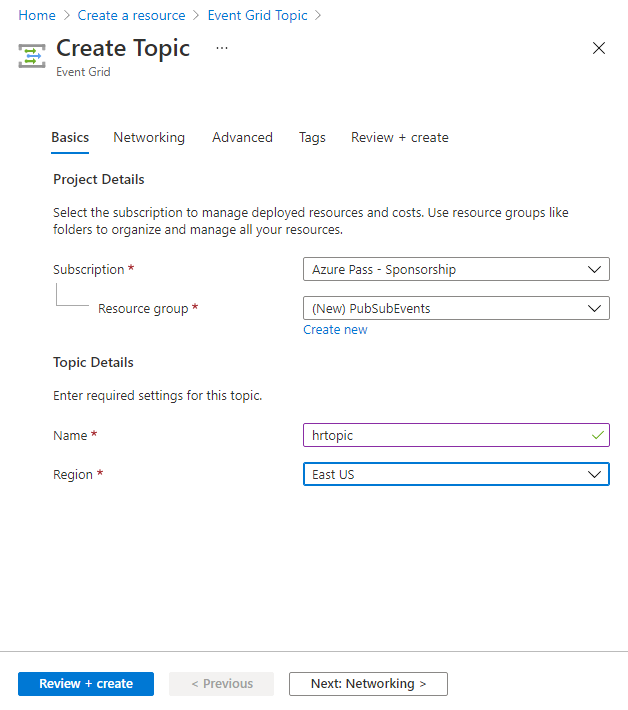 Home > Create a resource > Event Grid Topic >
Create Topic ...
Event Grid
Basics Networking Advanced Tags Review + create
Project Details
Select the subscription to manage deployed resources and costs. Use resource groups like
folders to organize and manage all your resources.
Subscription * Azure Pass - Sponsorship
Resource group * (New) PubSubEvents
Create new
Topic Details
Enter required settings for this topic.
Name * hrtopic
Region * East US
Review + create < Previous Next: Networking >